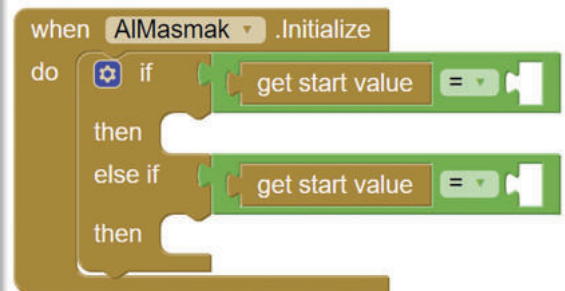 when AlMasmak .Initialize
do if get start value =
then
else if get start value =
then